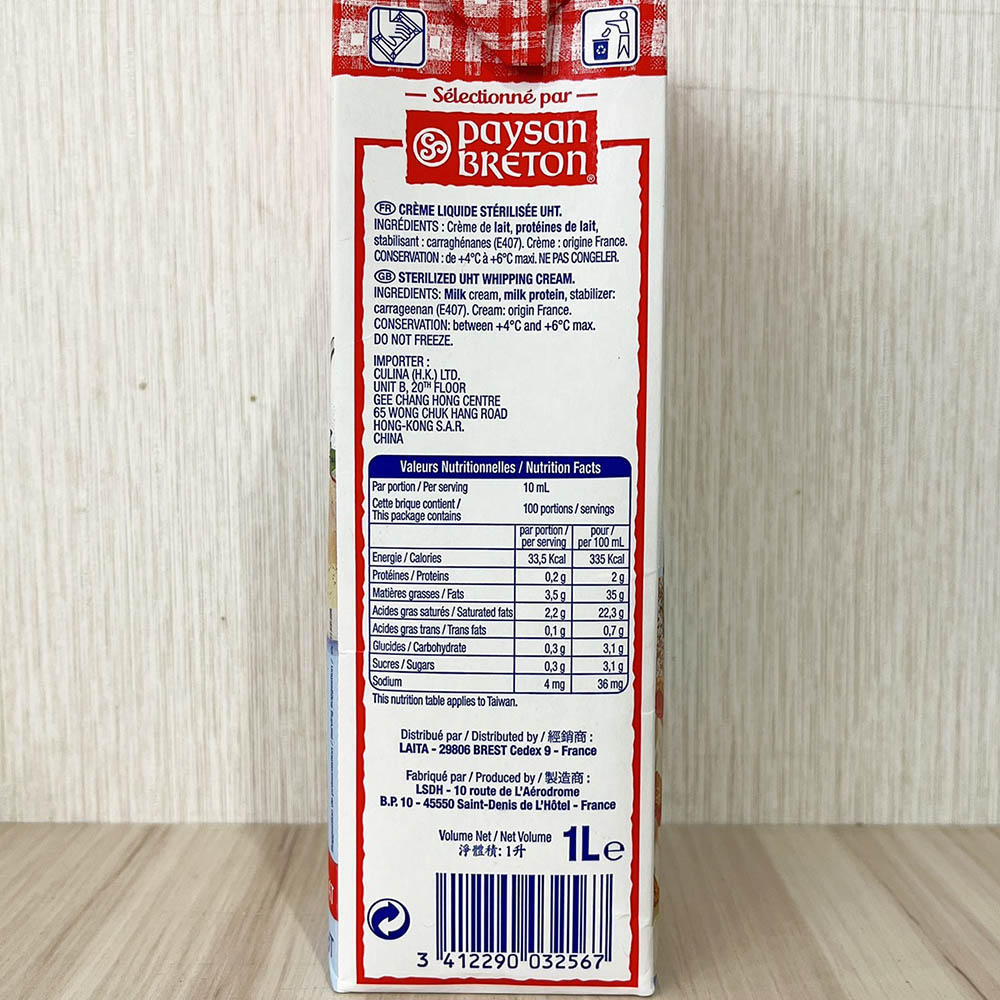 Sélectionné par
paysan
BRETON®
FR CRÈME LIQUIDE STÉRILISÉE UHT.
INGRÉDIENTS : Crème de lait, protéines de lait,
stabilisant : carraghénanes (E407). Crème : origine France.
CONSERVATION : de +4°C à +6°C maxi. NE PAS CONGELER.
GB STERILIZED UHT WHIPPING CREAM.
INGREDIENTS: Milk cream, milk protein, stabilizer:
carrageenan (E407). Cream: origin France.
CONSERVATION: between +4°C and +6°C max.
DO NOT FREEZE.
IMPORTER :
CULINA (H.K.) LTD.
UNIT B, 20TH FLOOR
GEE CHANG HONG CENTRE
65 WONG CHUK HANG ROAD
HONG-KONG S.A.R.
CHINA
Valeurs Nutritionnelles / Nutrition Facts
Par portion / Per serving 10 mL
Cette brique contient /
This package contains 100 portions / servings
par portion / pour /
per serving per 100 mL
Energie / Calories 33,5 Kcal 335 Kcal
Protéines / Proteins 0,2 g 2 g
Matières grasses / Fats 3,5 g 35 g
Acides gras saturés / Saturated fats 2,2 g 22,3 g
Acides gras trans / Trans fats 0,1 g 0,7 g
Glucides / Carbohydrate 0,3 g 3,1 g
Sucres / Sugars 0,3 g 3,1 g
Sodium 4 mg 36 mg
This nutrition table applies to Taiwan.
Distribué par / Distributed by / 經銷商 :
LAITA - 29806 BREST Cedex 9 - France
Fabriqué par / Produced by / 製造商 :
LSDH - 10 route de L'Aérodrome
B.P. 10 - 45550 Saint-Denis de L'Hôtel - France
Volume Net / Net Volume 1L e
淨體積: 1升
3 412290 032567